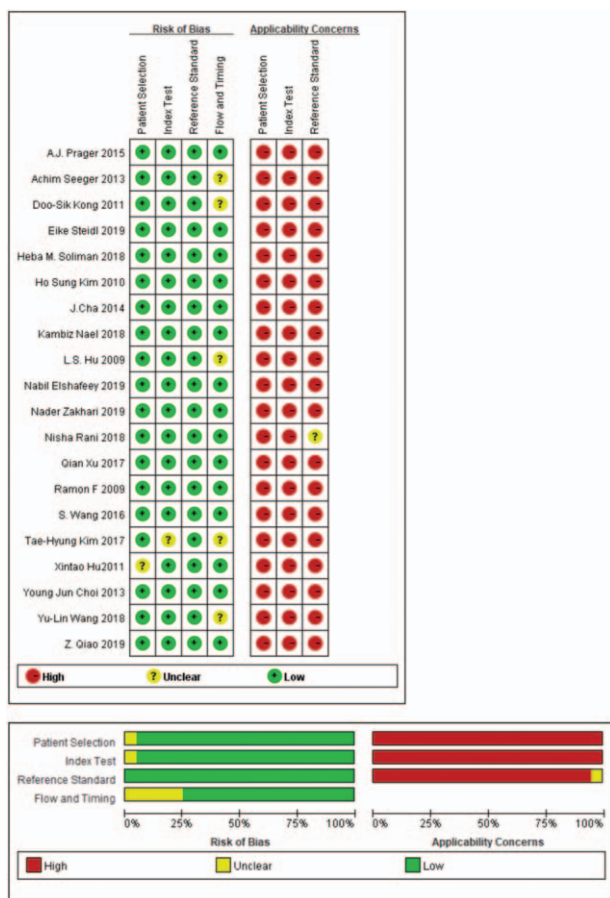 Risk of Bias Applicability Concerns
Patient Selection
Index Test
Reference Standard
Flow and Timing
Patient Selection
Index Test
Reference Standard
A.J. Prager 2015 + + + + - - -
Achim Seeger 2013 + + + ? - - -
Doo-Sik Kong 2011 + + + ? - - -
Eike Steidl 2019 + + + + - - -
Heba M. Soliman 2018 + + + + - - -
Ho Sung Kim 2010 + + + + - - -
J.Cha 2014 + + + + - - -
Kambiz Nael 2018 + + + + - - -
L.S. Hu 2009 + + + ? - - -
Nabil Elshafeey 2019 + + + + - - -
Nader Zakhari 2019 + + + + - - -
Nisha Rani 2018 + + + + - - ?
Qian Xu 2017 + + + + - - -
Ramon F 2009 + + + + - - -
S. Wang 2016 + + + + - - -
Tae-Hyung Kim 2017 + ? + ? - - -
Xintao Hu2011 ? + + + - - -
Young Jun Choi 2013 + + + + - - -
Yu-Lin Wang 2018 + + + ? - - -
Z. Qiao 2019 + + + + - - -
- High ? Unclear + Low
Patient Selection
Index Test
Reference Standard
Flow and Timing
0% 25% 50% 75% 100% 0% 25% 50% 75% 100%
Risk of Bias Applicability Concerns
High Unclear Low